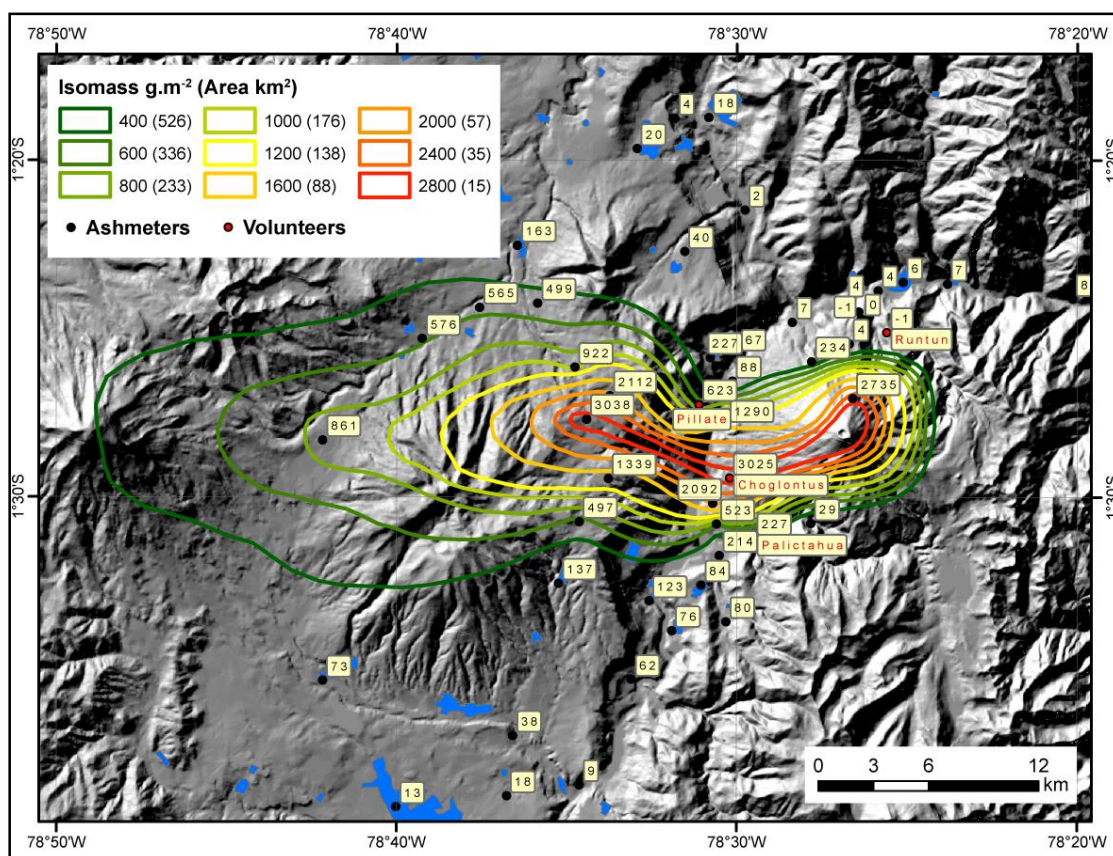 78°50'W 78°40'W 78°30'W 78°20'W
Isomass g.m⁻² (Area km²)
400 (526) 1000 (176) 2000 (57)
600 (336) 1200 (138) 2400 (35)
800 (233) 1600 (88) 2800 (15)
Ashmeters Volunteers
4 18
20
1°20'S 1°20'S
2
163 40
4 4 6 7
8
565 499
7 -1 0
576 -1
227 67 4 Runtun
234
922 88
2112 623 2735
3038 Pillate 1290
861
1339 3025
2092 Choglontus
1°30'S 1°30'S
497 523 29
227
214 Palictahua
137 84
123
76 80
73 62
38
0 3 6 12
km
13 18 9
78°50'W 78°40'W 78°30'W 78°20'W